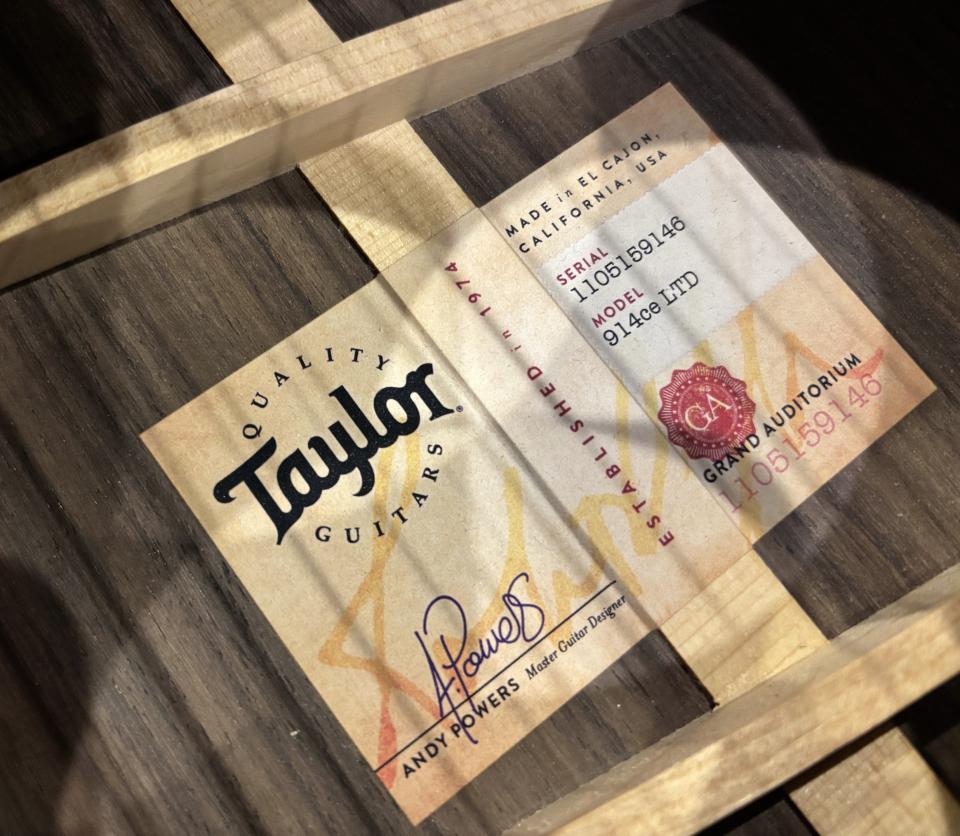 QUALITY
Taylor®
GUITARS
A. Powers
ANDY POWERS Master Guitar Designer
ESTABLISHED in 1974
MADE in EL CAJON,
CALIFORNIA, USA
SERIAL
1105159146
MODEL
914ce LTD
GA
GRAND AUDITORIUM
1105159146